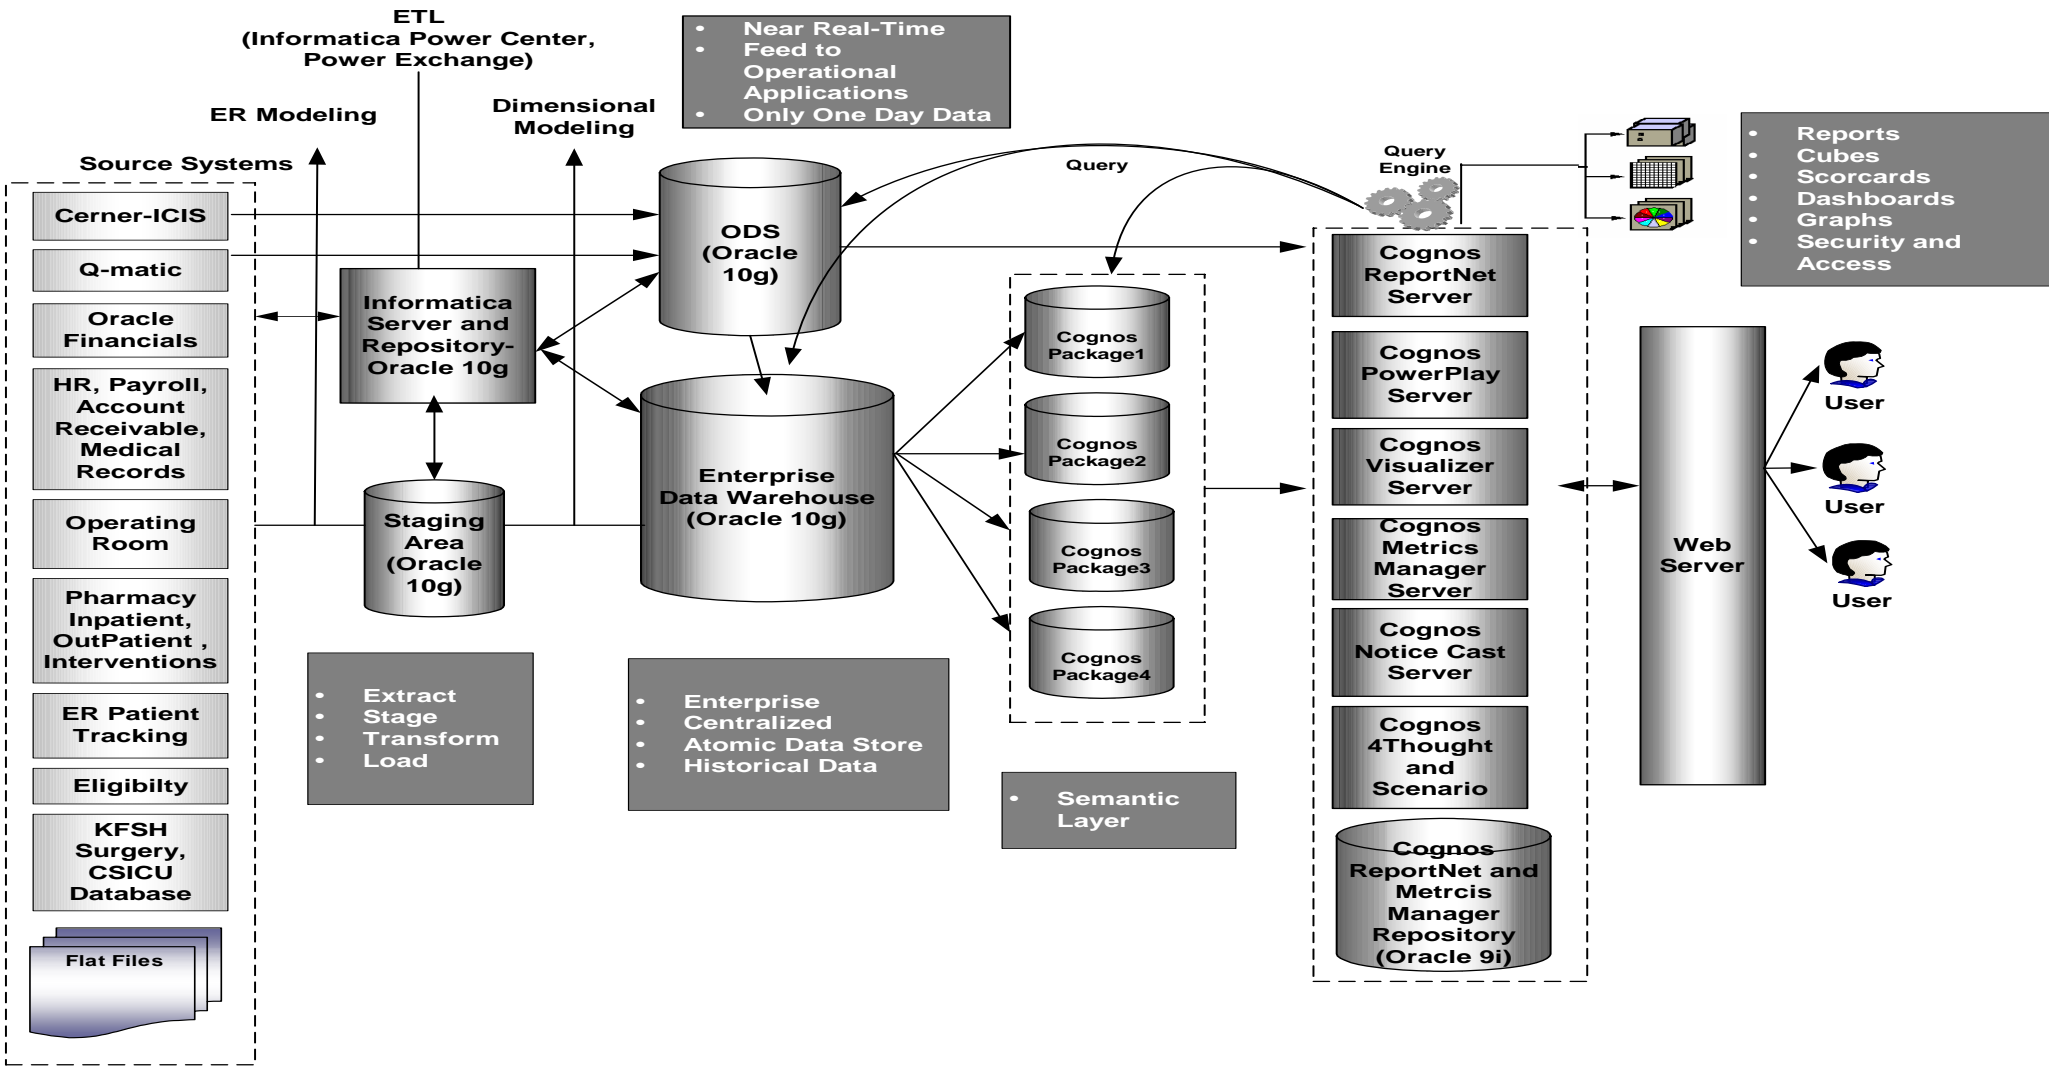 ETL
(Informatica Power Center,
Power Exchange)
ER Modeling
Dimensional
Modeling
• Near Real-Time
• Feed to
Operational
Applications
• Only One Day Data
Source Systems
Cerner-ICIS
Q-matic
Oracle
Financials
HR, Payroll,
Account
Receivable,
Medical
Records
Operating
Room
Pharmacy
Inpatient,
OutPatient ,
Interventions
ER Patient
Tracking
Eligibilty
KFSH
Surgery,
CSICU
Database
Flat Files
Informatica
Server and
Repository-
Oracle 10g
Staging
Area
(Oracle
10g)
• Extract
• Stage
• Transform
• Load
ODS
(Oracle
10g)
Enterprise
Data Warehouse
(Oracle 10g)
• Enterprise
• Centralized
• Atomic Data Store
• Historical Data
Query
Cognos
Package1
Cognos
Package2
Cognos
Package3
Cognos
Package4
• Semantic
Layer
Query
Engine
Cognos
ReportNet
Server
Cognos
PowerPlay
Server
Cognos
Visualizer
Server
Cognos
Metrics
Manager
Server
Cognos
Notice Cast
Server
Cognos
4Thought
and
Scenario
Cognos
ReportNet and
Metrcis
Manager
Repository
(Oracle 9i)
• Reports
• Cubes
• Scorcards
• Dashboards
• Graphs
• Security and
Access
Web
Server
User
User
User